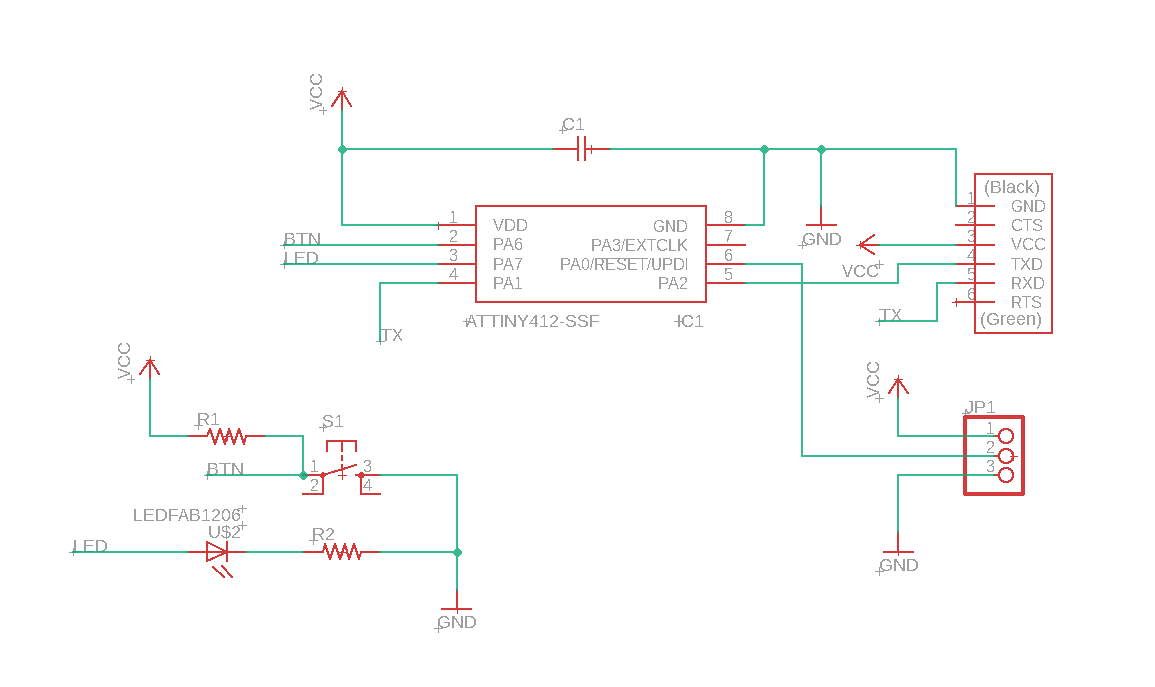 VCC
C1
(Black)
1 GND
2 CTS
3 VCC
4 TXD
5 RXD
6 RTS
(Green)
1 VDD
2 PA6
3 PA7
4 PA1
GND 8
PA3/EXTCLK 7
PA0/RESET/UPDI 6
PA2 5
BTN
LED
GND
VCC
ATTINY412-SSF
IC1
TX
TX
VCC
VCC
R1
S1
JP1
1
2
3
BTN
1
2
3
4
LEDFAB1206
U$2
LED
R2
GND
GND